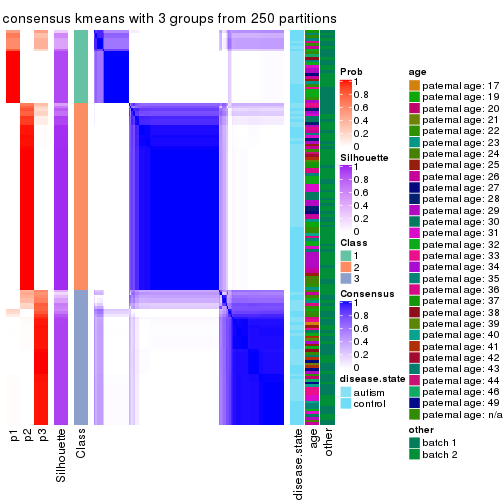 consensus kmeans with 3 groups from 250 partitions
Prob
1
0.8
0.6
0.4
0.2
0
Silhouette
1
0.8
0.6
0.4
0.2
0
Class
1
2
3
Consensus
1
0.8
0.6
0.4
0.2
0
disease.state
autism
control
age
paternal age: 17
paternal age: 19
paternal age: 20
paternal age: 21
paternal age: 22
paternal age: 23
paternal age: 24
paternal age: 25
paternal age: 26
paternal age: 27
paternal age: 28
paternal age: 29
paternal age: 30
paternal age: 31
paternal age: 32
paternal age: 33
paternal age: 34
paternal age: 35
paternal age: 36
paternal age: 37
paternal age: 38
paternal age: 39
paternal age: 40
paternal age: 41
paternal age: 42
paternal age: 43
paternal age: 44
paternal age: 46
paternal age: 49
paternal age: n/a
other
batch 1
batch 2
p1
p2
p3
Silhouette
Class
disease.state
age
other